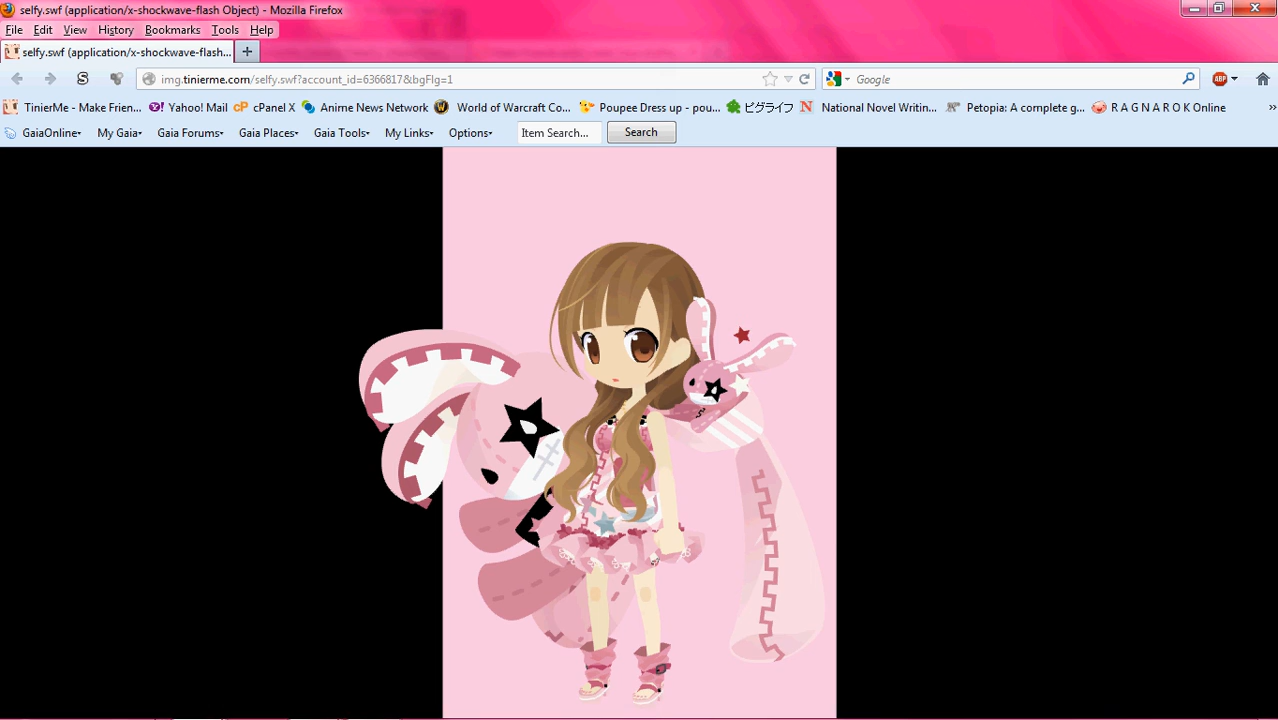 selfy.swf (application/x-shockwave-flash Object) - Mozilla Firefox
File Edit View History Bookmarks Tools Help
selfy.swf (application/x-shockwave-flash... +
img.tinierme.com/selfy.swf?account_id=6366817&bgFlg=1 Google ABP
TinierMe - Make Frien... Yahoo! Mail cP cPanel X Anime News Network World of Warcraft Co... Poupee Dress up - pou... ピグライフ N National Novel Writin... Petopia: A complete g... R A G N A R O K Online »
GaiaOnline My Gaia Gaia Forums Gaia Places Gaia Tools My Links Options Item Search... Search